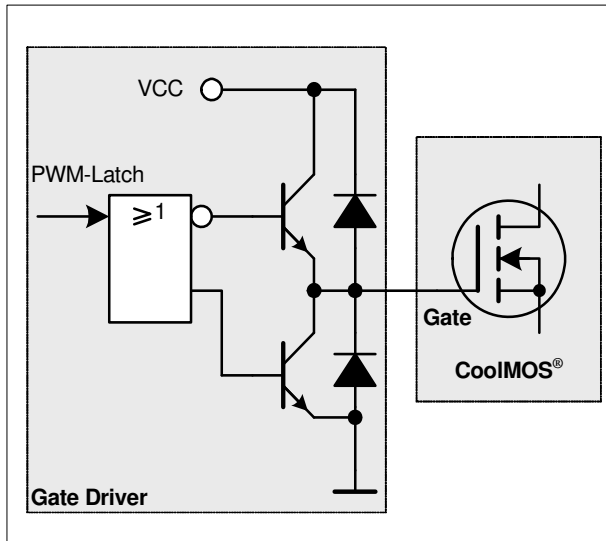 VCC
PWM-Latch
≥1
Gate
CoolMOS®
Gate Driver